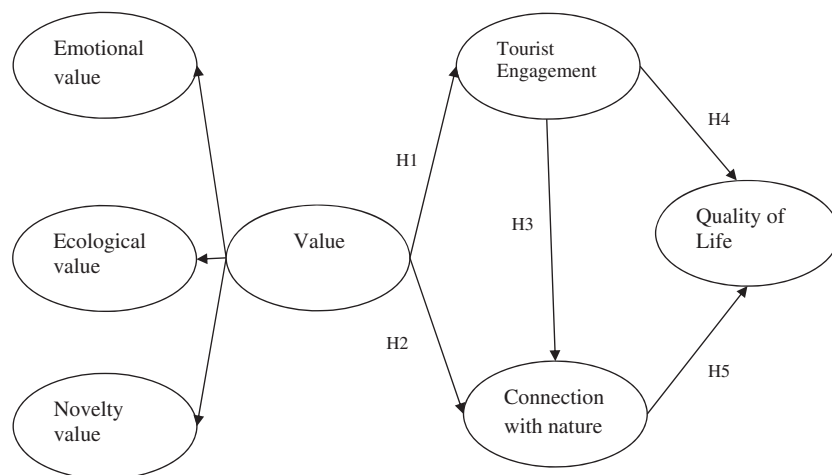 Emotional
value
Ecological
value
Novelty
value
Value
H1
H2
Tourist
Engagement
H3
Connection
with nature
H4
H5
Quality of
Life